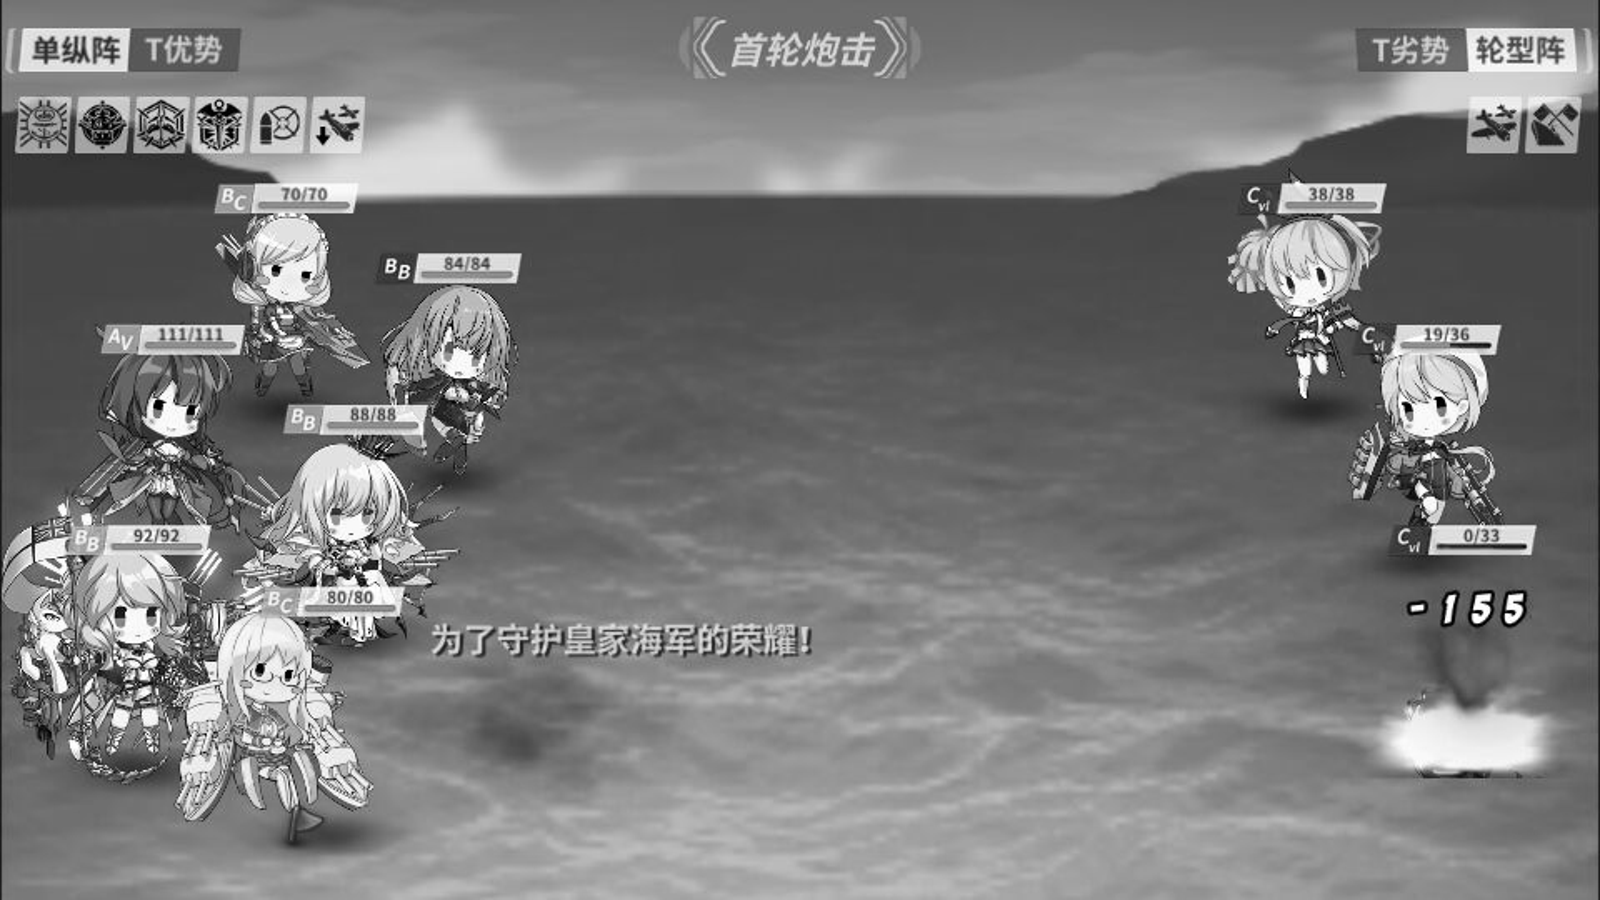 单纵阵 T优势
首轮炮击
T劣势 轮型阵
BC 70/70
CVL 38/38
BB 84/84
AV 111/111
CVL 19/36
BB 88/88
BB 92/92
CVL 0/33
BC 80/80
-155
为了守护皇家海军的荣耀!